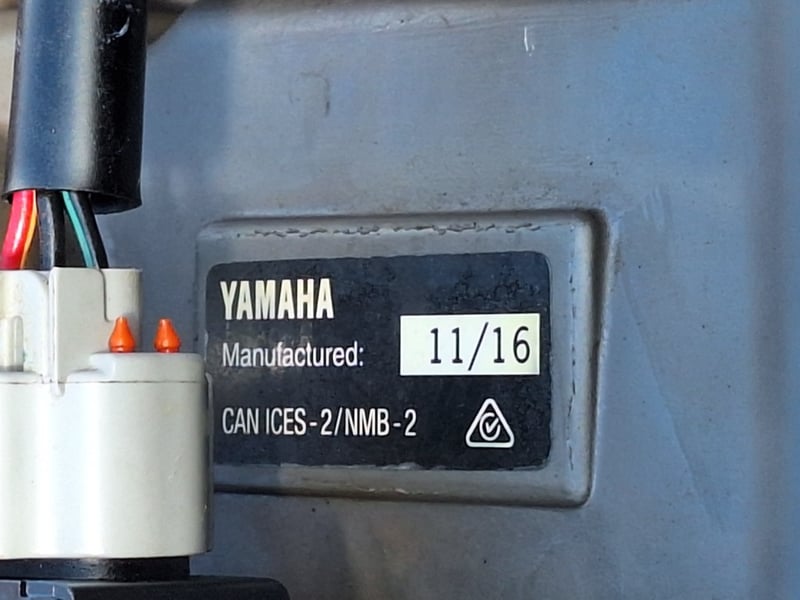 YAMAHA
Manufactured: 11/16
CAN ICES-2/NMB-2